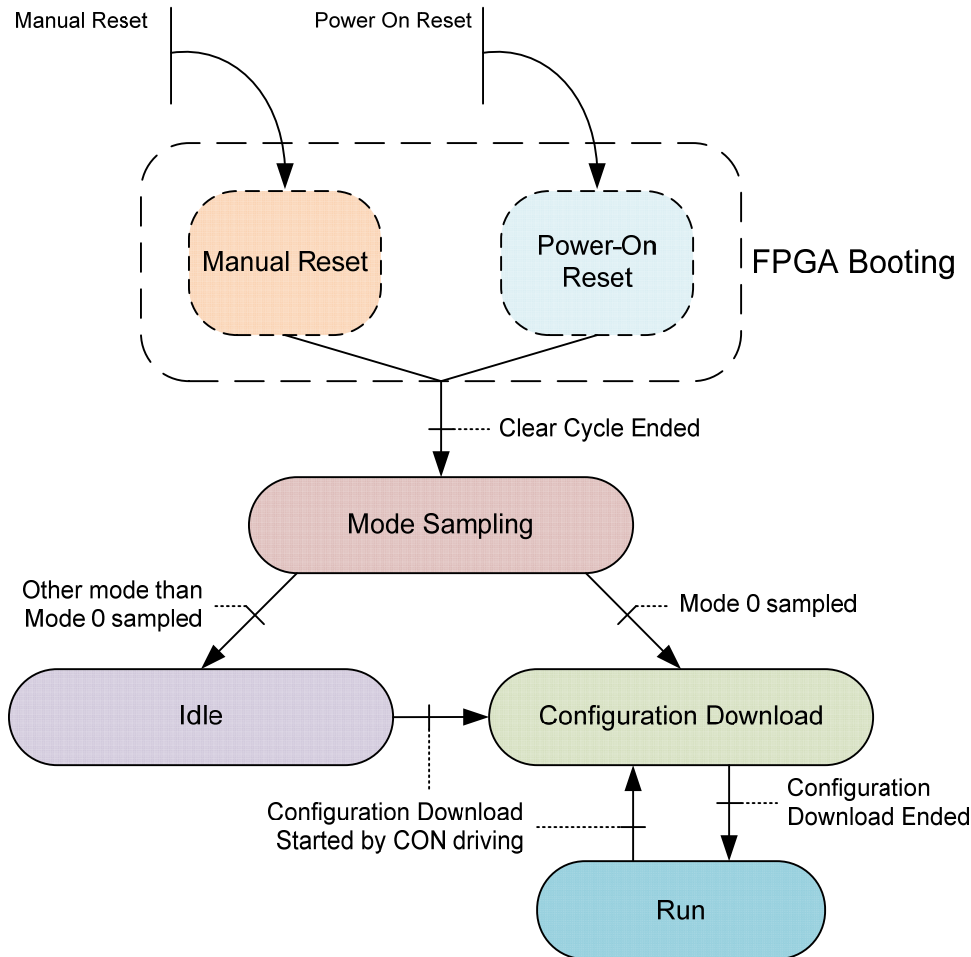 Manual Reset
Power On Reset
Manual Reset
Power-On
Reset
FPGA Booting
Clear Cycle Ended
Mode Sampling
Other mode than
Mode 0 sampled
Mode 0 sampled
Idle
Configuration Download
Configuration Download
Started by CON driving
Configuration
Download Ended
Run